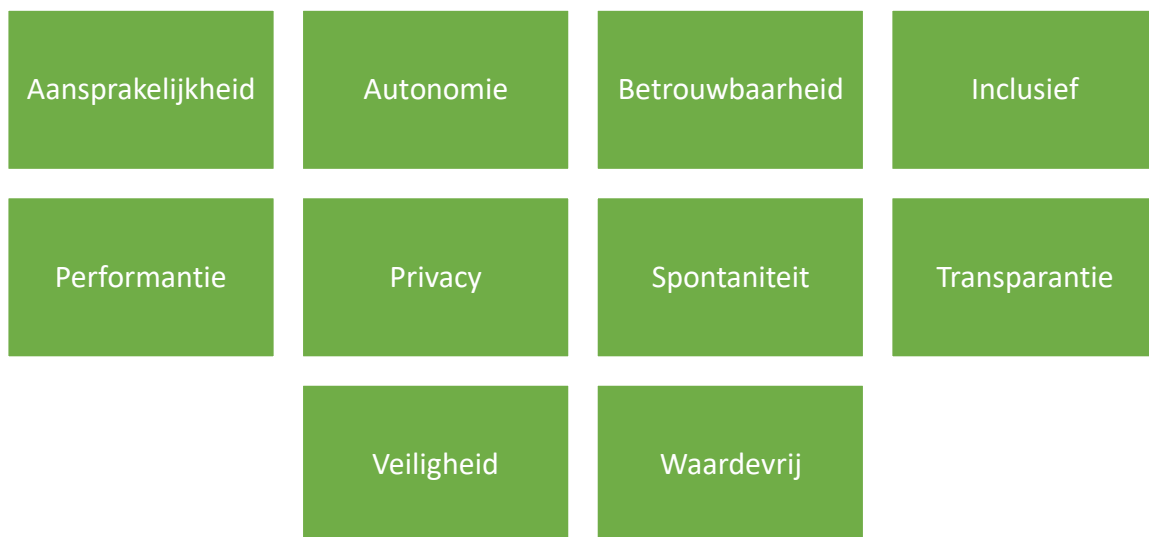 Aansprakelijkheid
Autonomie
Betrouwbaarheid
Inclusief
Performantie
Privacy
Spontaniteit
Transparantie
Veiligheid
Waardevrij